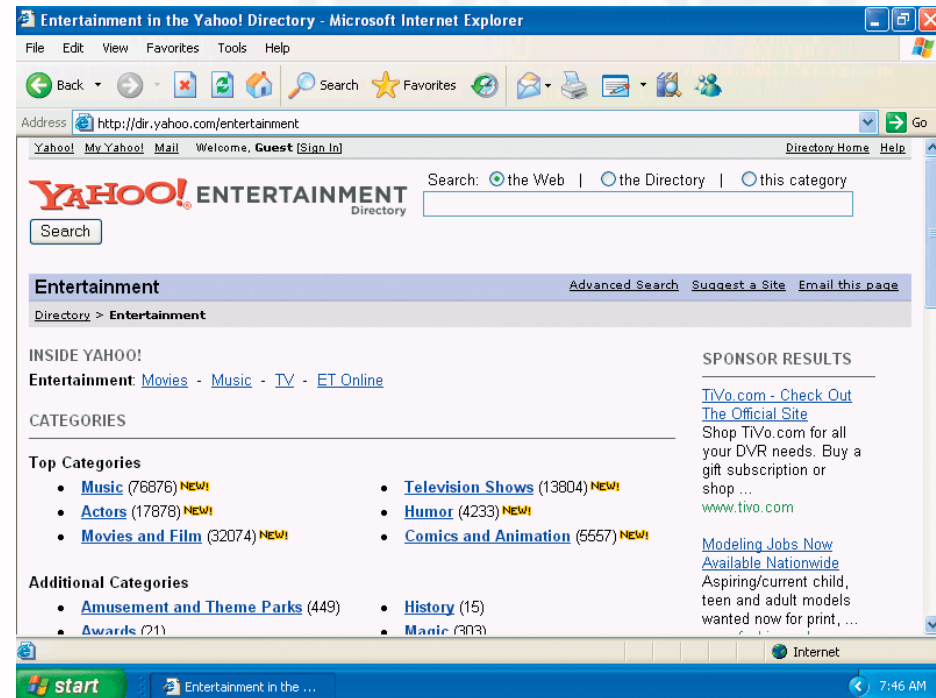 Entertainment in the Yahoo! Directory - Microsoft Internet Explorer
File Edit View Favorites Tools Help
Back Search Favorites
Address http://dir.yahoo.com/entertainment Go
Yahoo! My Yahoo! Mail Welcome, Guest [Sign In] Directory Home Help
YAHOO! ENTERTAINMENT
Directory
Search: the Web | the Directory | this category
Search
Entertainment Advanced Search Suggest a Site Email this page
Directory > Entertainment
INSIDE YAHOO!
Entertainment: Movies - Music - TV - ET Online
CATEGORIES
Top Categories
Music (76876) NEW!
Actors (17878) NEW!
Movies and Film (32074) NEW!
Television Shows (13804) NEW!
Humor (4233) NEW!
Comics and Animation (5557) NEW!
Additional Categories
Amusement and Theme Parks (449)
Awards (21)
History (15)
Magic (303)
SPONSOR RESULTS
TiVo.com - Check Out
The Official Site
Shop TiVo.com for all
your DVR needs. Buy a
gift subscription or
shop ...
www.tivo.com
Modeling Jobs Now
Available Nationwide
Aspiring/current child,
teen and adult models
wanted now for print, ...
Internet
start Entertainment in the ... 7:46 AM